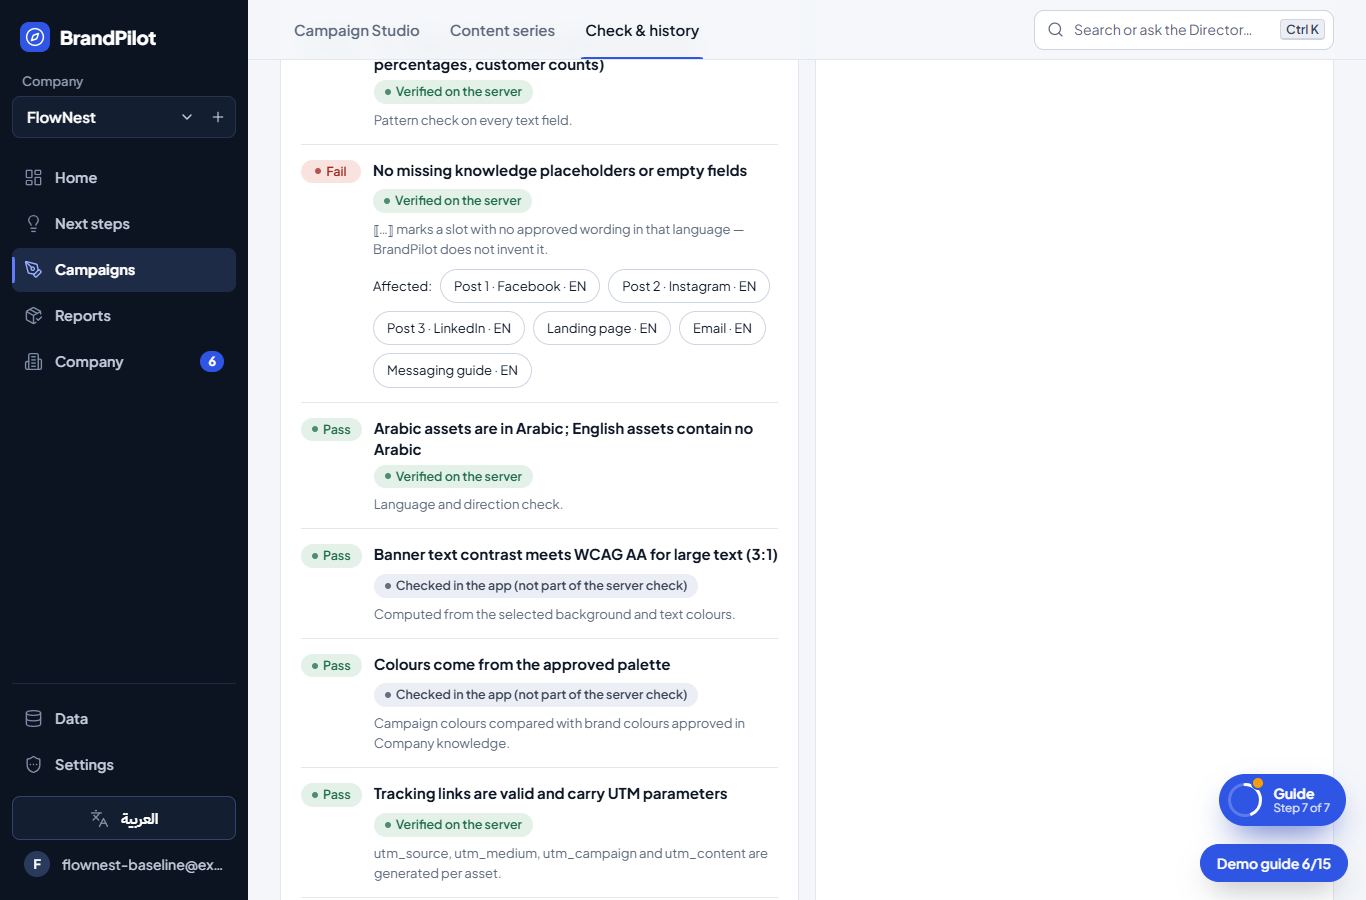 BrandPilot
Company
FlowNest
Home
Next steps
Campaigns
Reports
Company
6
Data
Settings
العربية
F
flownest-baseline@ex...
Campaign Studio
Content series
Check & history
Search or ask the Director...
Ctrl K
percentages, customer counts)
Verified on the server
Pattern check on every text field.
Fail
No missing knowledge placeholders or empty fields
Verified on the server
⟦…⟧ marks a slot with no approved wording in that language —
BrandPilot does not invent it.
Affected:
Post 1 · Facebook · EN
Post 2 · Instagram · EN
Post 3 · LinkedIn · EN
Landing page · EN
Email · EN
Messaging guide · EN
Pass
Arabic assets are in Arabic; English assets contain no
Arabic
Verified on the server
Language and direction check.
Pass
Banner text contrast meets WCAG AA for large text (3:1)
Checked in the app (not part of the server check)
Computed from the selected background and text colours.
Pass
Colours come from the approved palette
Checked in the app (not part of the server check)
Campaign colours compared with brand colours approved in
Company knowledge.
Pass
Tracking links are valid and carry UTM parameters
Verified on the server
utm_source, utm_medium, utm_campaign and utm_content are
generated per asset.
Guide
Step 7 of 7
Demo guide 6/15